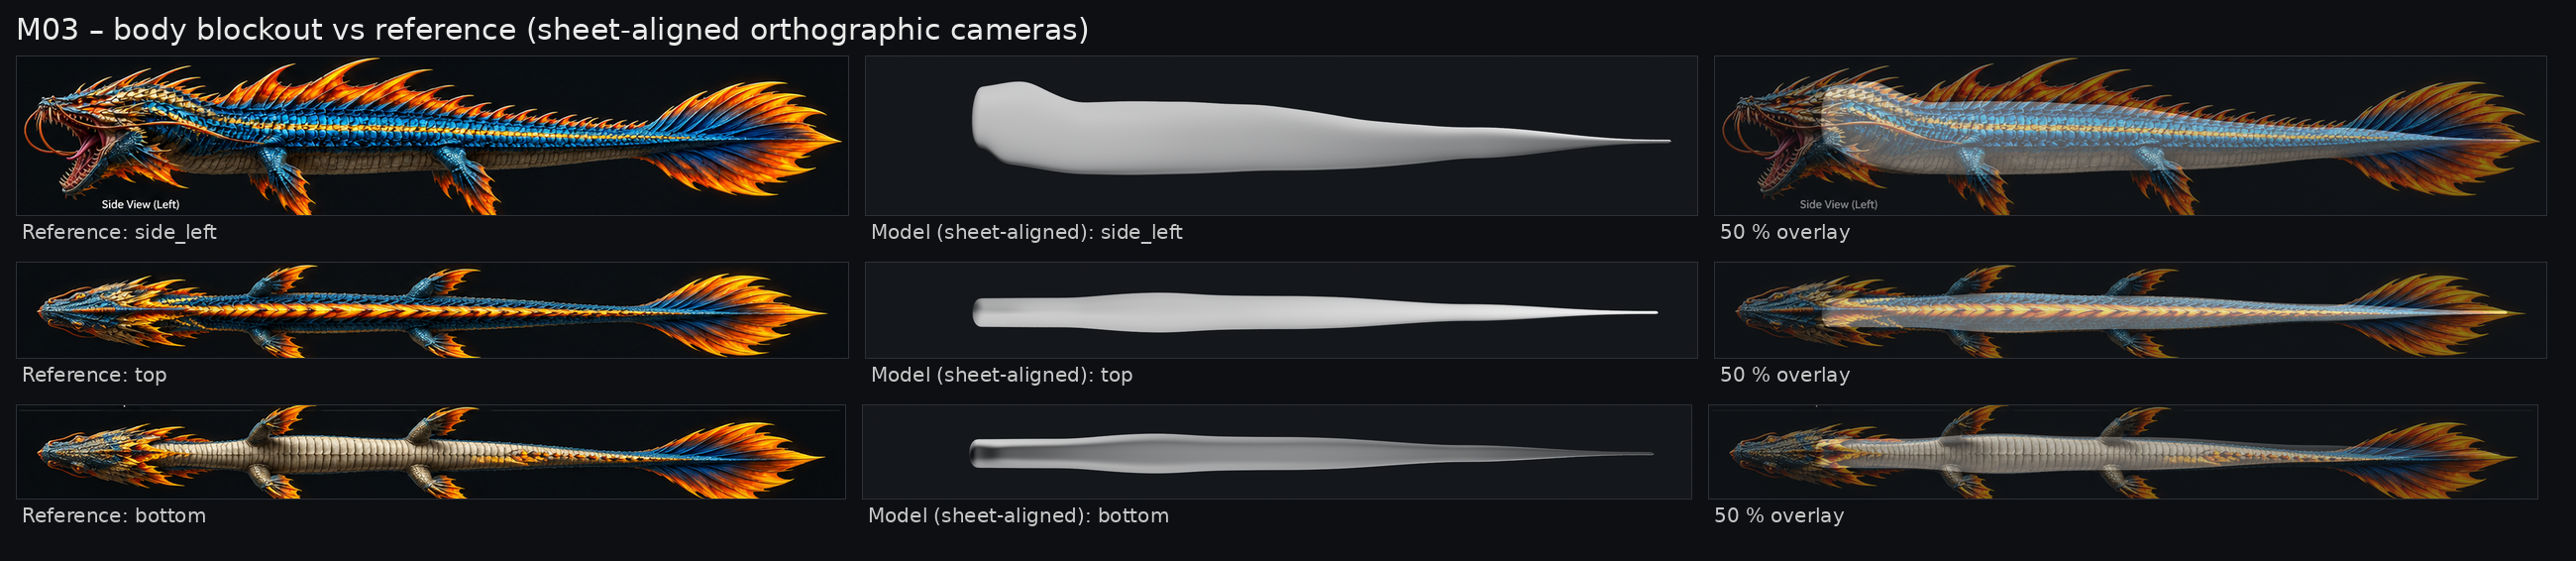 M03 – body blockout vs reference (sheet-aligned orthographic cameras)
Side View (Left)
Side View (Left)
Reference: side_left
Model (sheet-aligned): side_left
50 % overlay
Reference: top
Model (sheet-aligned): top
50 % overlay
Reference: bottom
Model (sheet-aligned): bottom
50 % overlay